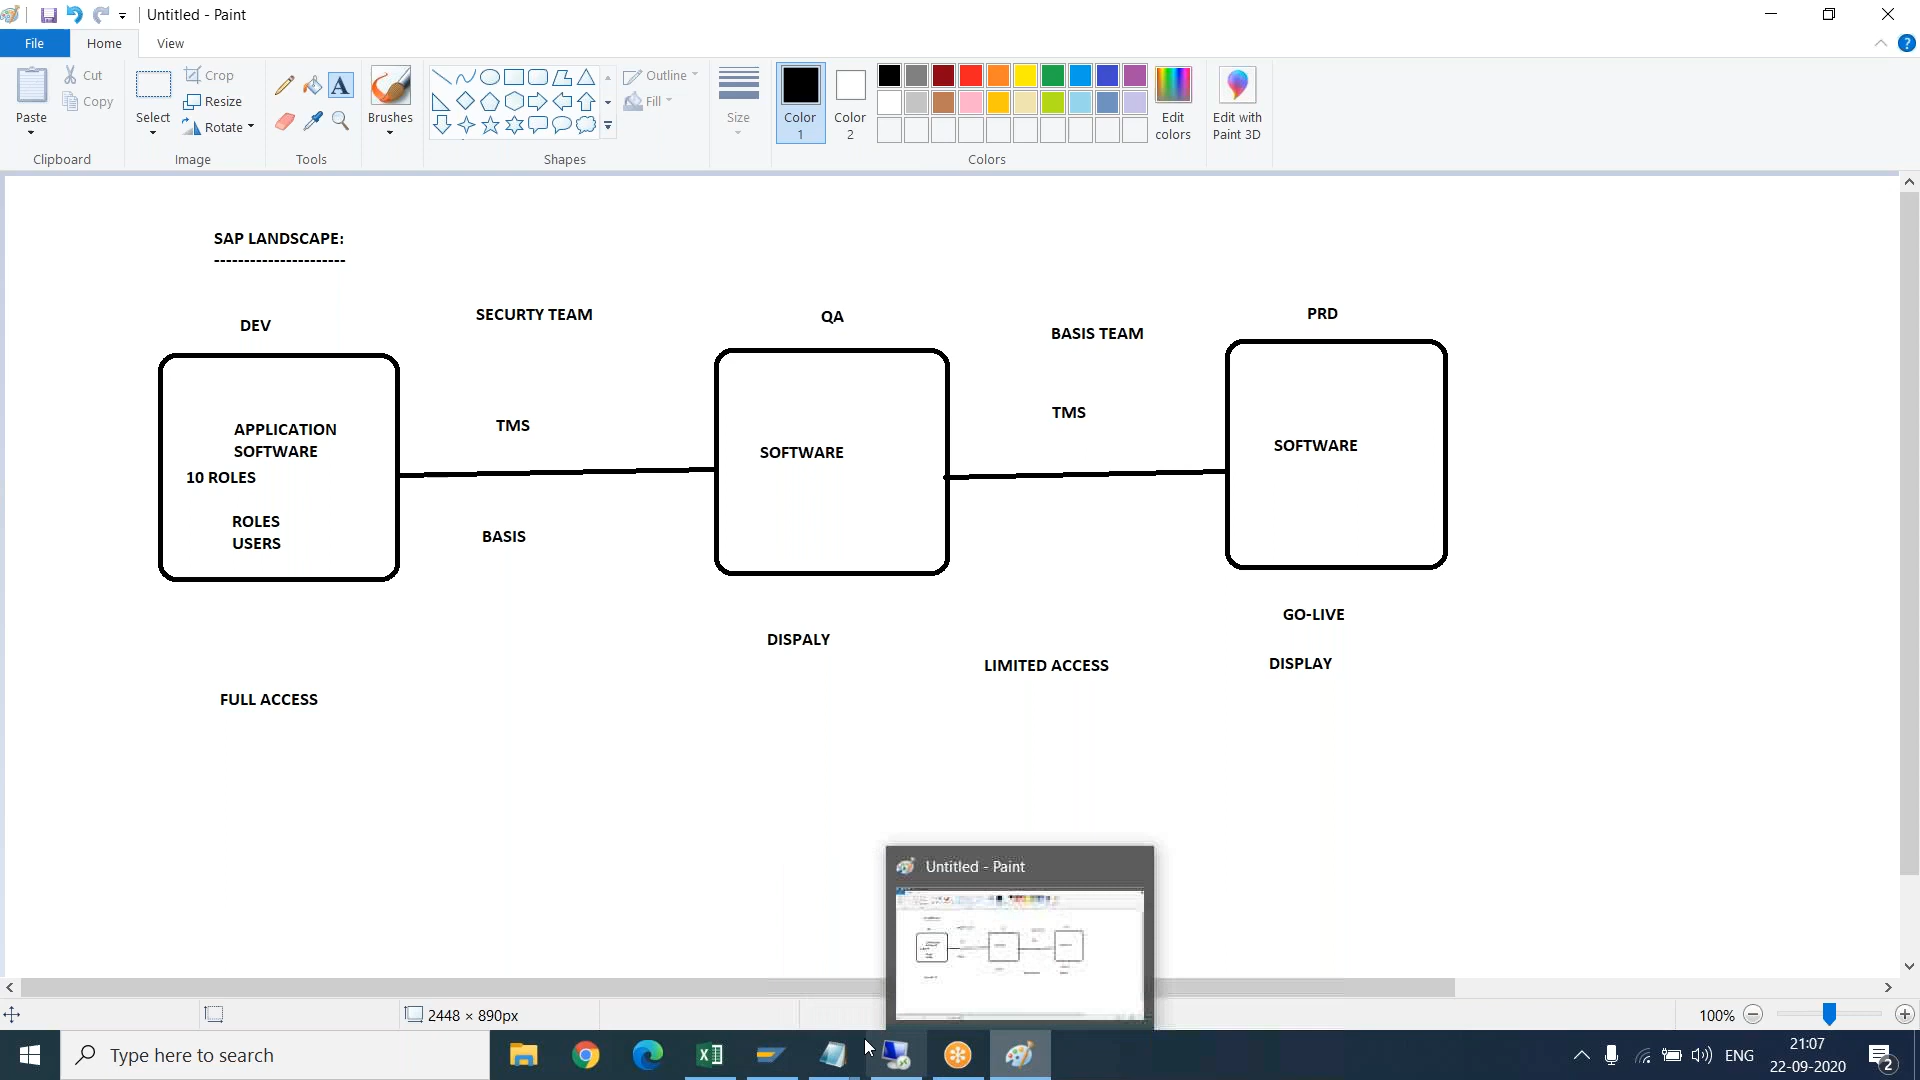 Untitled - Paint
File
Home
View
Paste
Cut
Copy
Clipboard
Select
Crop
Resize
Rotate
Image
Tools
Brushes
Shapes
Outline
Fill
Size
Color
1
Color
2
Edit
colors
Edit with
Paint 3D
Colors
SAP LANDSCAPE:
----------------------
DEV
SECURTY TEAM
QA
BASIS TEAM
PRD
APPLICATION
SOFTWARE
10 ROLES
ROLES
USERS
TMS
BASIS
SOFTWARE
TMS
SOFTWARE
GO-LIVE
DISPALY
LIMITED ACCESS
DISPLAY
FULL ACCESS
Untitled - Paint
2448 × 890px
100%
Type here to search
ENG
21:07
22-09-2020
2